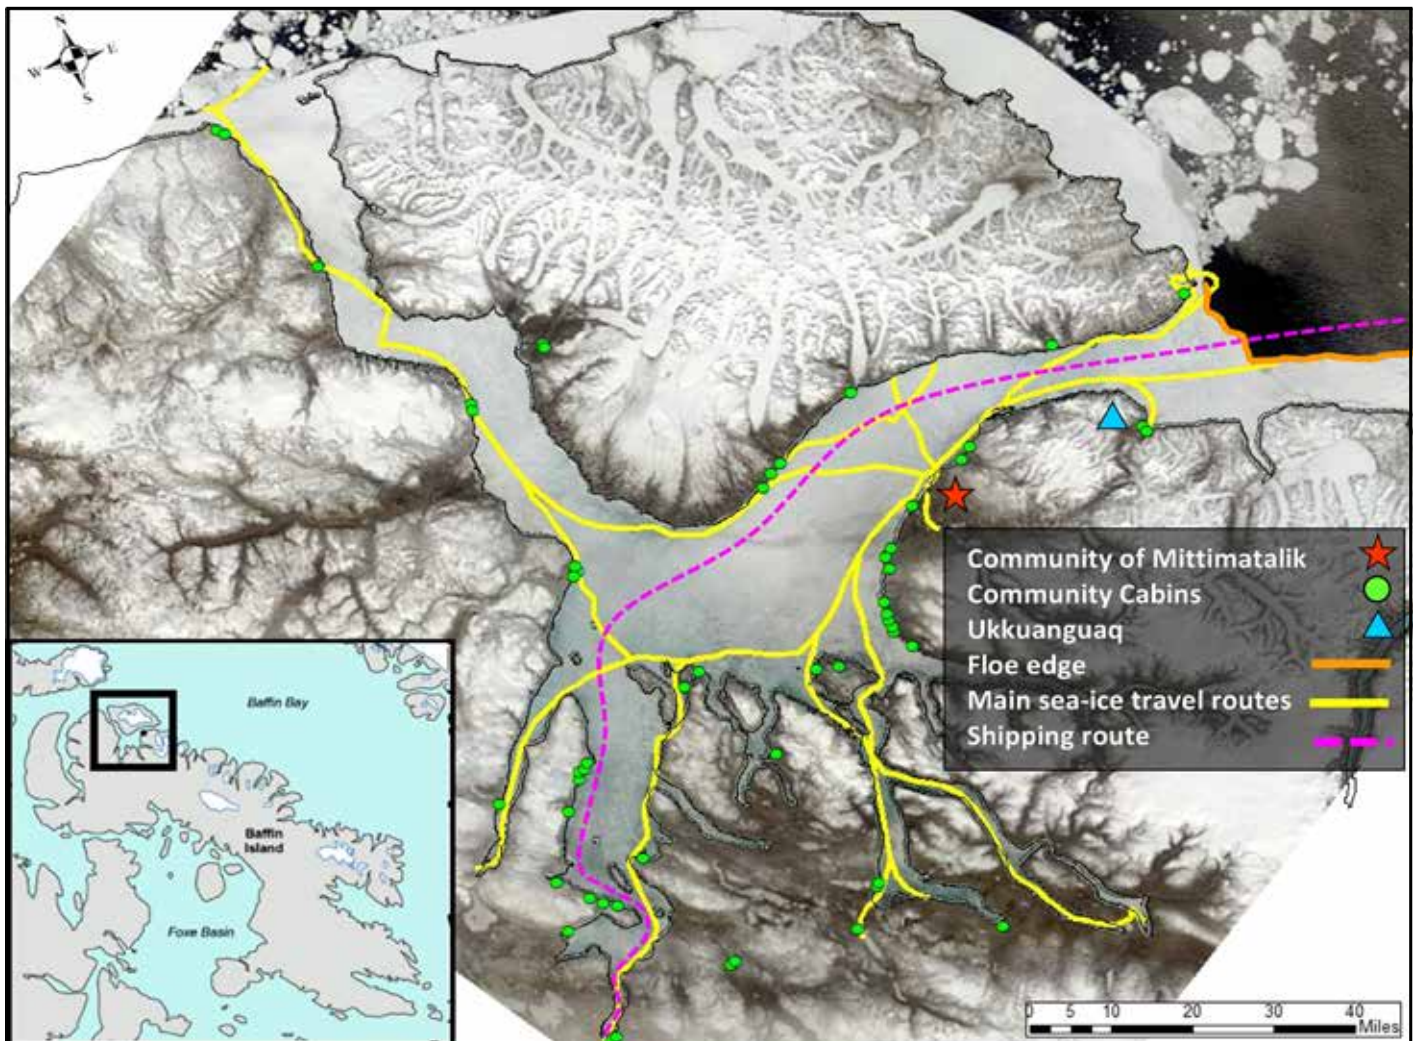 N
E
W
S
Community of Mittimatalik
Community Cabins
Ukkuanguaq
Floe edge
Main sea-ice travel routes
Shipping route
Baffin Bay
Baffin
Island
Foxe Basin
0 5 10 20 30 40
Miles